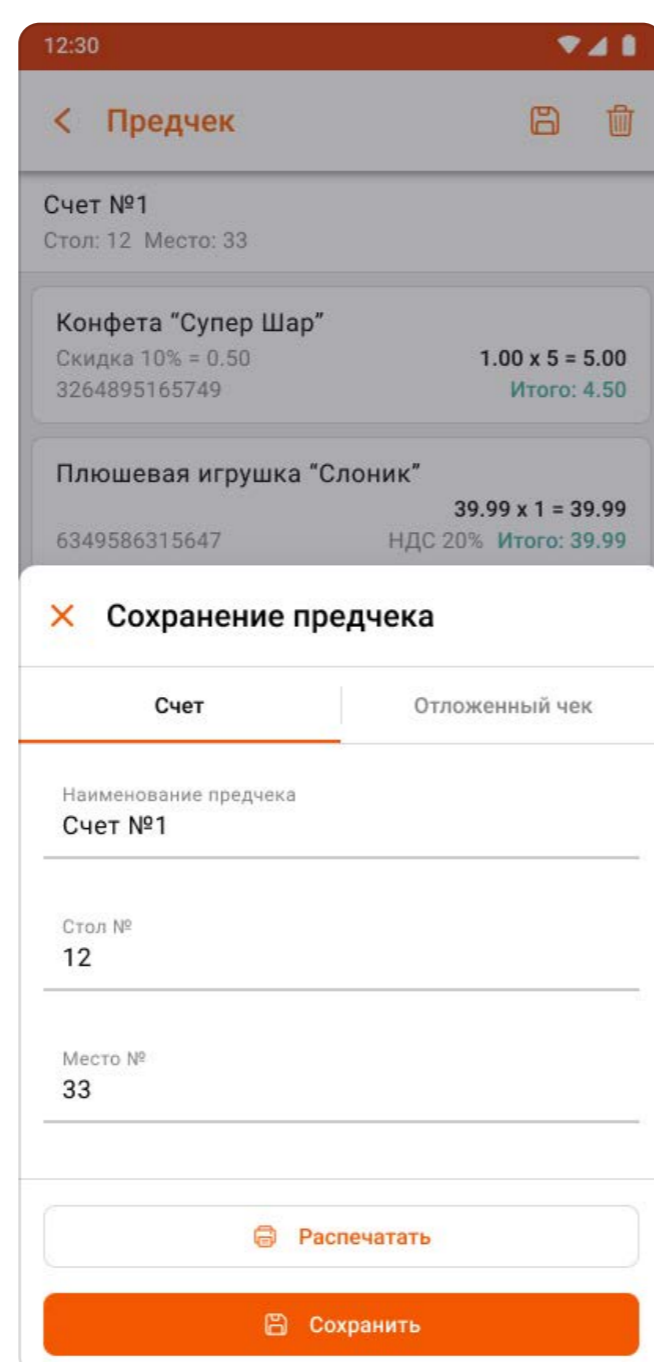 12:30
Предчек
Счет №1
Стол: 12 Место: 33
Конфета “Супер Шар”
Скидка 10% = 0.50 1.00 x 5 = 5.00
3264895165749 Итого: 4.50
Плюшевая игрушка “Слоник”
39.99 x 1 = 39.99
6349586315647 НДС 20% Итого: 39.99
Сохранение предчека
Счет Отложенный чек
Наименование предчека
Счет №1
Стол №
12
Место №
33
Распечатать
Сохранить